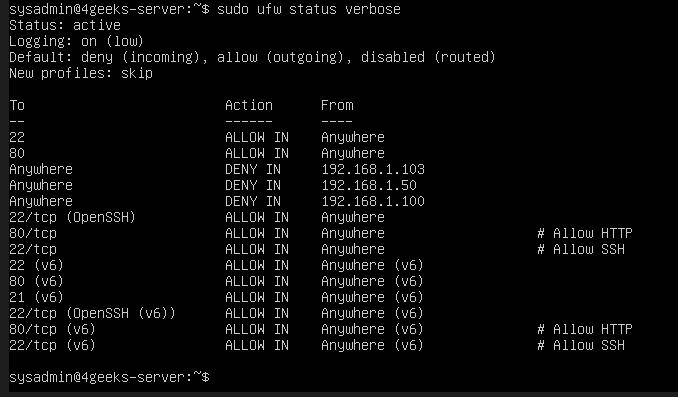 sysadmin@4geeks-server:~$ sudo ufw status verbose
Status: active
Logging: on (low)
Default: deny (incoming), allow (outgoing), disabled (routed)
New profiles: skip
To Action From
-- ------ ----
22 ALLOW IN Anywhere
80 ALLOW IN Anywhere
Anywhere DENY IN 192.168.1.103
Anywhere DENY IN 192.168.1.50
Anywhere DENY IN 192.168.1.100
22/tcp (OpenSSH) ALLOW IN Anywhere
80/tcp ALLOW IN Anywhere # Allow HTTP
22/tcp ALLOW IN Anywhere # Allow SSH
22 (v6) ALLOW IN Anywhere (v6)
80 (v6) ALLOW IN Anywhere (v6)
21 (v6) ALLOW IN Anywhere (v6)
22/tcp (OpenSSH (v6)) ALLOW IN Anywhere (v6)
80/tcp (v6) ALLOW IN Anywhere (v6) # Allow HTTP
22/tcp (v6) ALLOW IN Anywhere (v6) # Allow SSH
sysadmin@4geeks-server:~$